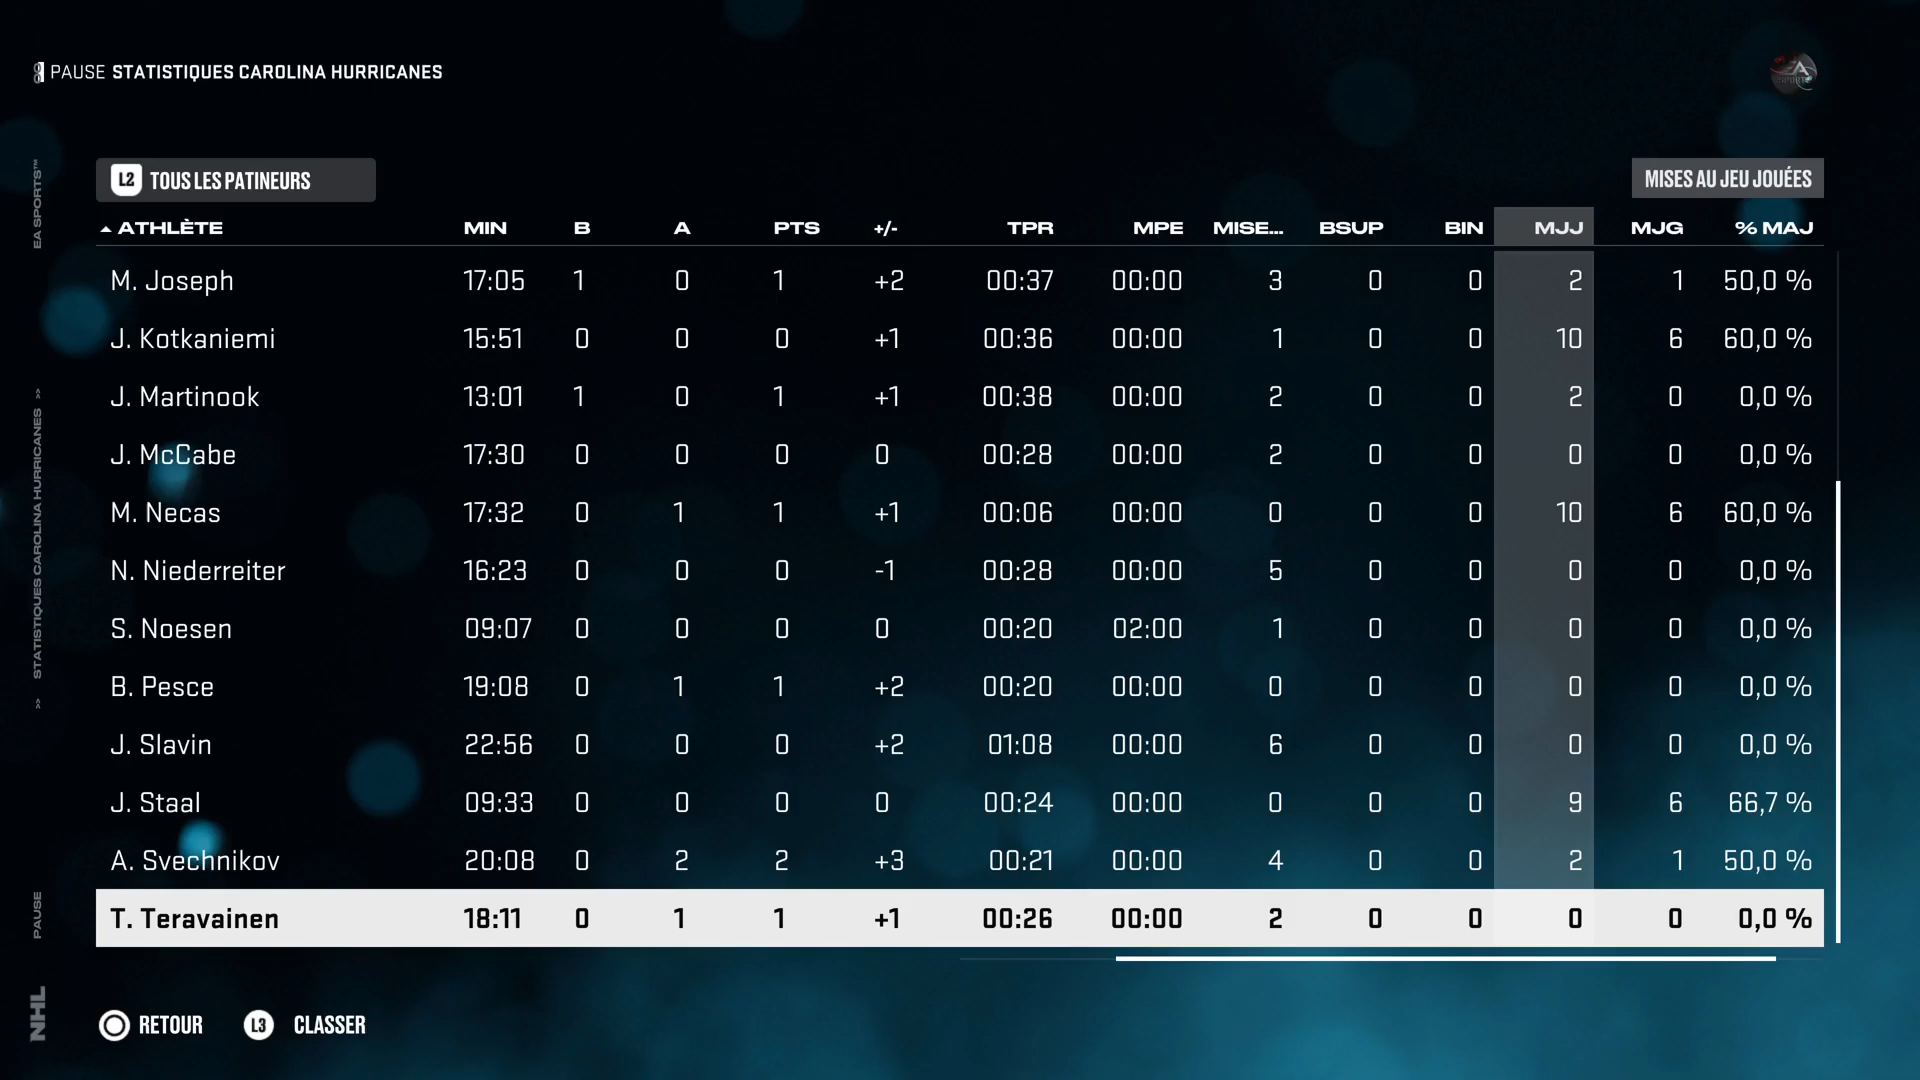 PAUSE STATISTIQUES CAROLINA HURRICANES
L2 TOUS LES PATINEURS
MISES AU JEU JOUÉES
ATHLÈTE MIN B A PTS +/- TPR MPE MISE... BSUP BIN MJJ MJG % MAJ
M. Joseph 17:05 1 0 1 +2 00:37 00:00 3 0 0 2 1 50,0 %
J. Kotkaniemi 15:51 0 0 0 +1 00:36 00:00 1 0 0 10 6 60,0 %
J. Martinook 13:01 1 0 1 +1 00:38 00:00 2 0 0 2 0 0,0 %
J. McCabe 17:30 0 0 0 0 00:28 00:00 2 0 0 0 0 0,0 %
M. Necas 17:32 0 1 1 +1 00:06 00:00 0 0 0 10 6 60,0 %
N. Niederreiter 16:23 0 0 0 -1 00:28 00:00 5 0 0 0 0 0,0 %
S. Noesen 09:07 0 0 0 0 00:20 02:00 1 0 0 0 0 0,0 %
B. Pesce 19:08 0 1 1 +2 00:20 00:00 0 0 0 0 0 0,0 %
J. Slavin 22:56 0 0 0 +2 01:08 00:00 6 0 0 0 0 0,0 %
J. Staal 09:33 0 0 0 0 00:24 00:00 0 0 0 9 6 66,7 %
A. Svechnikov 20:08 0 2 2 +3 00:21 00:00 4 0 0 2 1 50,0 %
T. Teravainen 18:11 0 1 1 +1 00:26 00:00 2 0 0 0 0 0,0 %
RETOUR L3 CLASSER
NHL PAUSE >> STATISTIQUES CAROLINA HURRICANES >> EA SPORTS™